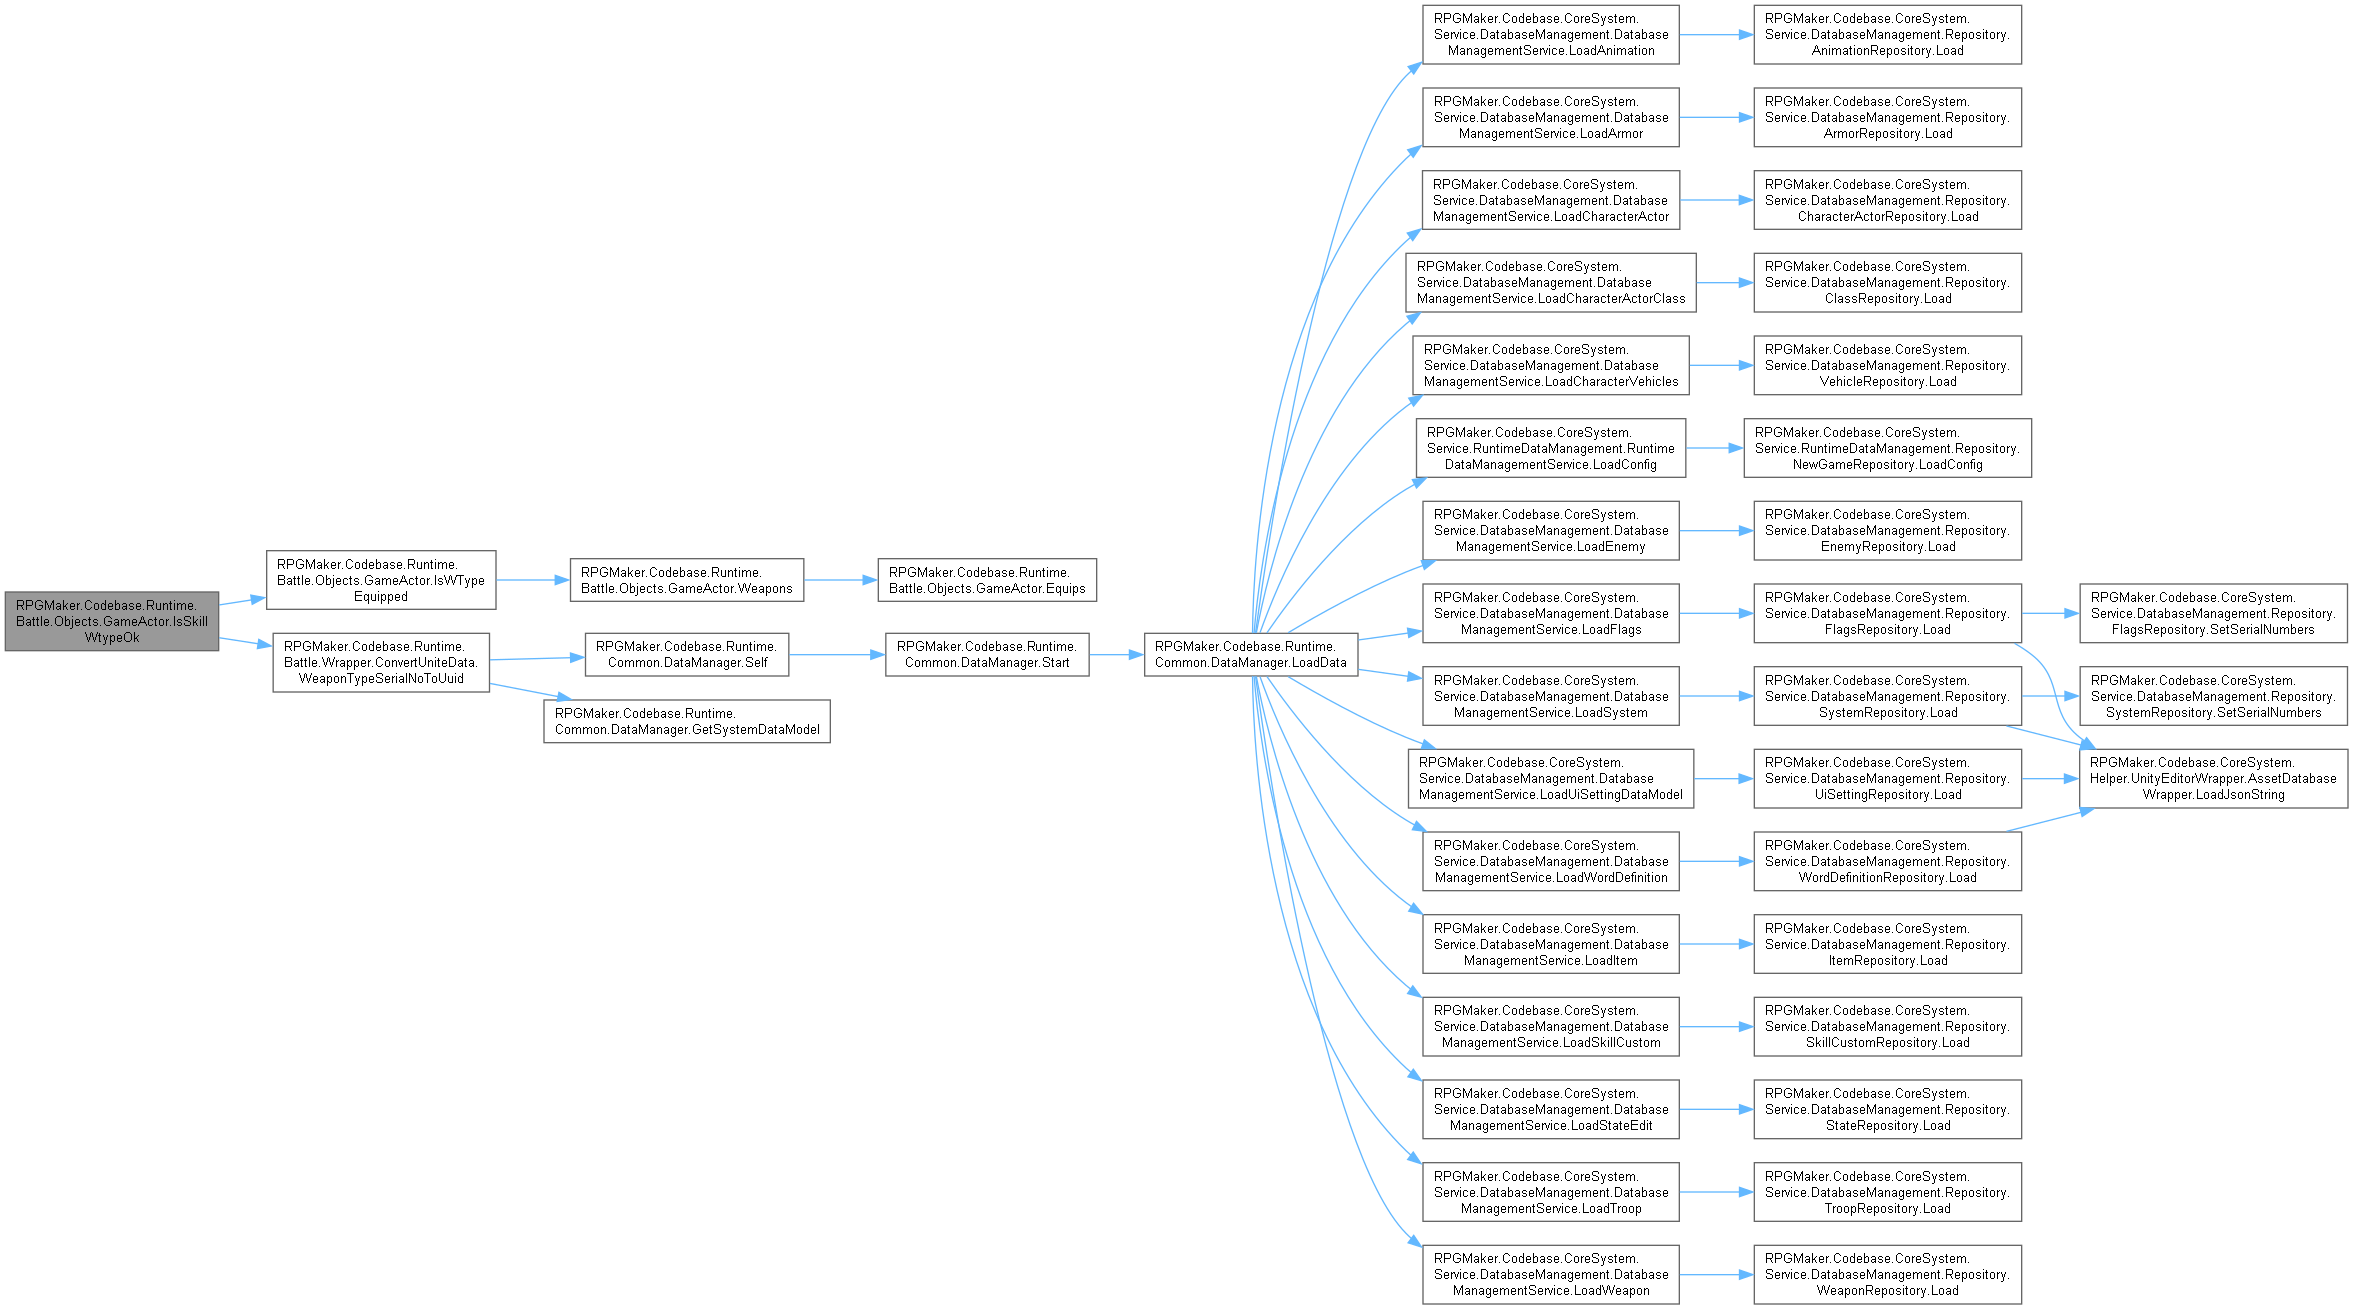 RPGMaker.Codebase.Runtime.
Battle.Objects.GameActor.IsSkill
WtypeOk
RPGMaker.Codebase.Runtime.
Battle.Objects.GameActor.IsWType
Equipped
RPGMaker.Codebase.Runtime.
Battle.Objects.GameActor.Weapons
RPGMaker.Codebase.Runtime.
Battle.Objects.GameActor.Equips
RPGMaker.Codebase.Runtime.
Battle.Wrapper.ConvertUniteData.
WeaponTypeSerialNoToUuid
RPGMaker.Codebase.Runtime.
Common.DataManager.Self
RPGMaker.Codebase.Runtime.
Common.DataManager.Start
RPGMaker.Codebase.Runtime.
Common.DataManager.LoadData
RPGMaker.Codebase.Runtime.
Common.DataManager.GetSystemDataModel
RPGMaker.Codebase.CoreSystem.
Service.DatabaseManagement.Database
ManagementService.LoadAnimation
RPGMaker.Codebase.CoreSystem.
Service.DatabaseManagement.Repository.
AnimationRepository.Load
RPGMaker.Codebase.CoreSystem.
Service.DatabaseManagement.Database
ManagementService.LoadArmor
RPGMaker.Codebase.CoreSystem.
Service.DatabaseManagement.Repository.
ArmorRepository.Load
RPGMaker.Codebase.CoreSystem.
Service.DatabaseManagement.Database
ManagementService.LoadCharacterActor
RPGMaker.Codebase.CoreSystem.
Service.DatabaseManagement.Repository.
CharacterActorRepository.Load
RPGMaker.Codebase.CoreSystem.
Service.DatabaseManagement.Database
ManagementService.LoadCharacterActorClass
RPGMaker.Codebase.CoreSystem.
Service.DatabaseManagement.Repository.
ClassRepository.Load
RPGMaker.Codebase.CoreSystem.
Service.DatabaseManagement.Database
ManagementService.LoadCharacterVehicles
RPGMaker.Codebase.CoreSystem.
Service.DatabaseManagement.Repository.
VehicleRepository.Load
RPGMaker.Codebase.CoreSystem.
Service.RuntimeDataManagement.Runtime
DataManagementService.LoadConfig
RPGMaker.Codebase.CoreSystem.
Service.RuntimeDataManagement.Repository.
NewGameRepository.LoadConfig
RPGMaker.Codebase.CoreSystem.
Service.DatabaseManagement.Database
ManagementService.LoadEnemy
RPGMaker.Codebase.CoreSystem.
Service.DatabaseManagement.Repository.
EnemyRepository.Load
RPGMaker.Codebase.CoreSystem.
Service.DatabaseManagement.Database
ManagementService.LoadFlags
RPGMaker.Codebase.CoreSystem.
Service.DatabaseManagement.Repository.
FlagsRepository.Load
RPGMaker.Codebase.CoreSystem.
Service.DatabaseManagement.Repository.
FlagsRepository.SetSerialNumbers
RPGMaker.Codebase.CoreSystem.
Service.DatabaseManagement.Database
ManagementService.LoadSystem
RPGMaker.Codebase.CoreSystem.
Service.DatabaseManagement.Repository.
SystemRepository.Load
RPGMaker.Codebase.CoreSystem.
Service.DatabaseManagement.Repository.
SystemRepository.SetSerialNumbers
RPGMaker.Codebase.CoreSystem.
Service.DatabaseManagement.Database
ManagementService.LoadUiSettingDataModel
RPGMaker.Codebase.CoreSystem.
Service.DatabaseManagement.Repository.
UiSettingRepository.Load
RPGMaker.Codebase.CoreSystem.
Helper.UnityEditorWrapper.AssetDatabase
Wrapper.LoadJsonString
RPGMaker.Codebase.CoreSystem.
Service.DatabaseManagement.Database
ManagementService.LoadWordDefinition
RPGMaker.Codebase.CoreSystem.
Service.DatabaseManagement.Repository.
WordDefinitionRepository.Load
RPGMaker.Codebase.CoreSystem.
Service.DatabaseManagement.Database
ManagementService.LoadItem
RPGMaker.Codebase.CoreSystem.
Service.DatabaseManagement.Repository.
ItemRepository.Load
RPGMaker.Codebase.CoreSystem.
Service.DatabaseManagement.Database
ManagementService.LoadSkillCustom
RPGMaker.Codebase.CoreSystem.
Service.DatabaseManagement.Repository.
SkillCustomRepository.Load
RPGMaker.Codebase.CoreSystem.
Service.DatabaseManagement.Database
ManagementService.LoadStateEdit
RPGMaker.Codebase.CoreSystem.
Service.DatabaseManagement.Repository.
StateRepository.Load
RPGMaker.Codebase.CoreSystem.
Service.DatabaseManagement.Database
ManagementService.LoadTroop
RPGMaker.Codebase.CoreSystem.
Service.DatabaseManagement.Repository.
TroopRepository.Load
RPGMaker.Codebase.CoreSystem.
Service.DatabaseManagement.Database
ManagementService.LoadWeapon
RPGMaker.Codebase.CoreSystem.
Service.DatabaseManagement.Repository.
WeaponRepository.Load